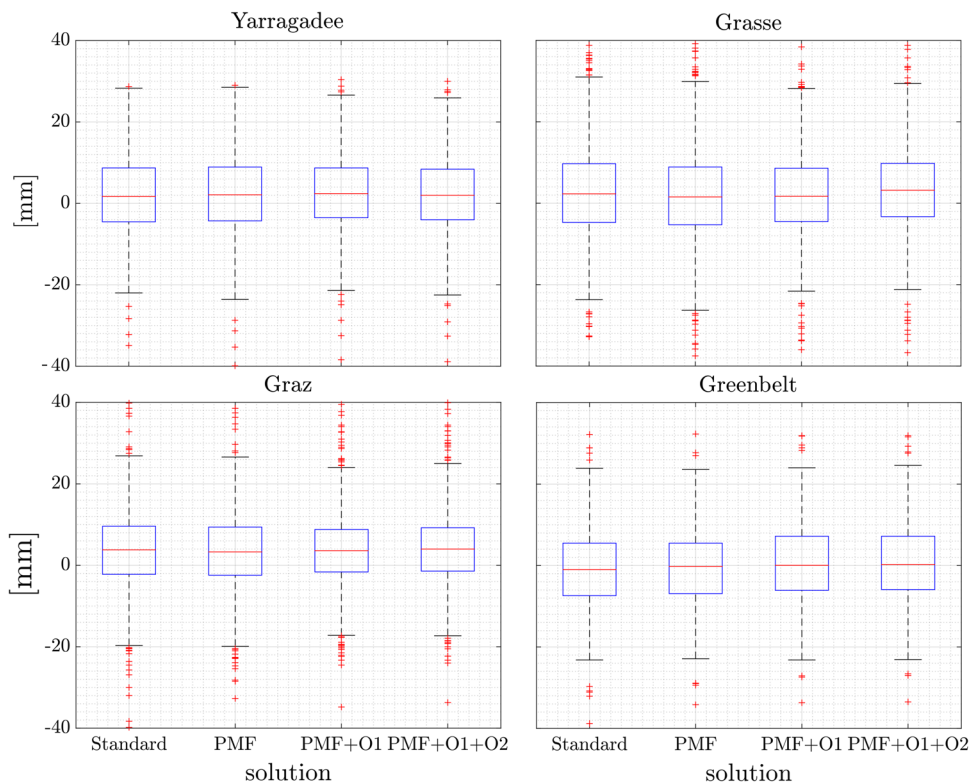 Yarragadee
Grasse
40
20
0
-20
-40
[mm]
Graz
Greenbelt
40
20
0
-20
-40
[mm]
Standard PMF PMF+O1 PMF+O1+O2
Standard PMF PMF+O1 PMF+O1+O2
solution
solution